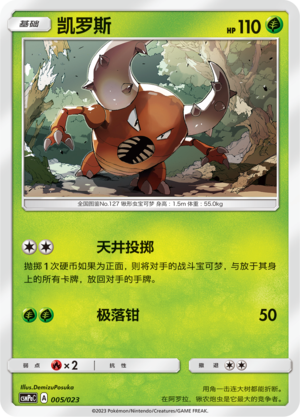 基础 凯罗斯 HP 110
全国图鉴No.127 锹形虫宝可梦 身高：1.5m 体重：55.0kg
天井投掷
抛掷1次硬币如果为正面，则将对手的战斗宝可梦，与放于其身
上的所有卡牌，放回对手的手牌。
极落钳 50
弱点 ×2 抗性 撤退
Illus.DemizuPosuka
CSMPbC A 005/023
用角一击连大树都能折断。
在阿罗拉，锹农炮虫是它最大的竞争者。
©2023 Pokémon/Nintendo/Creatures/GAME FREAK.